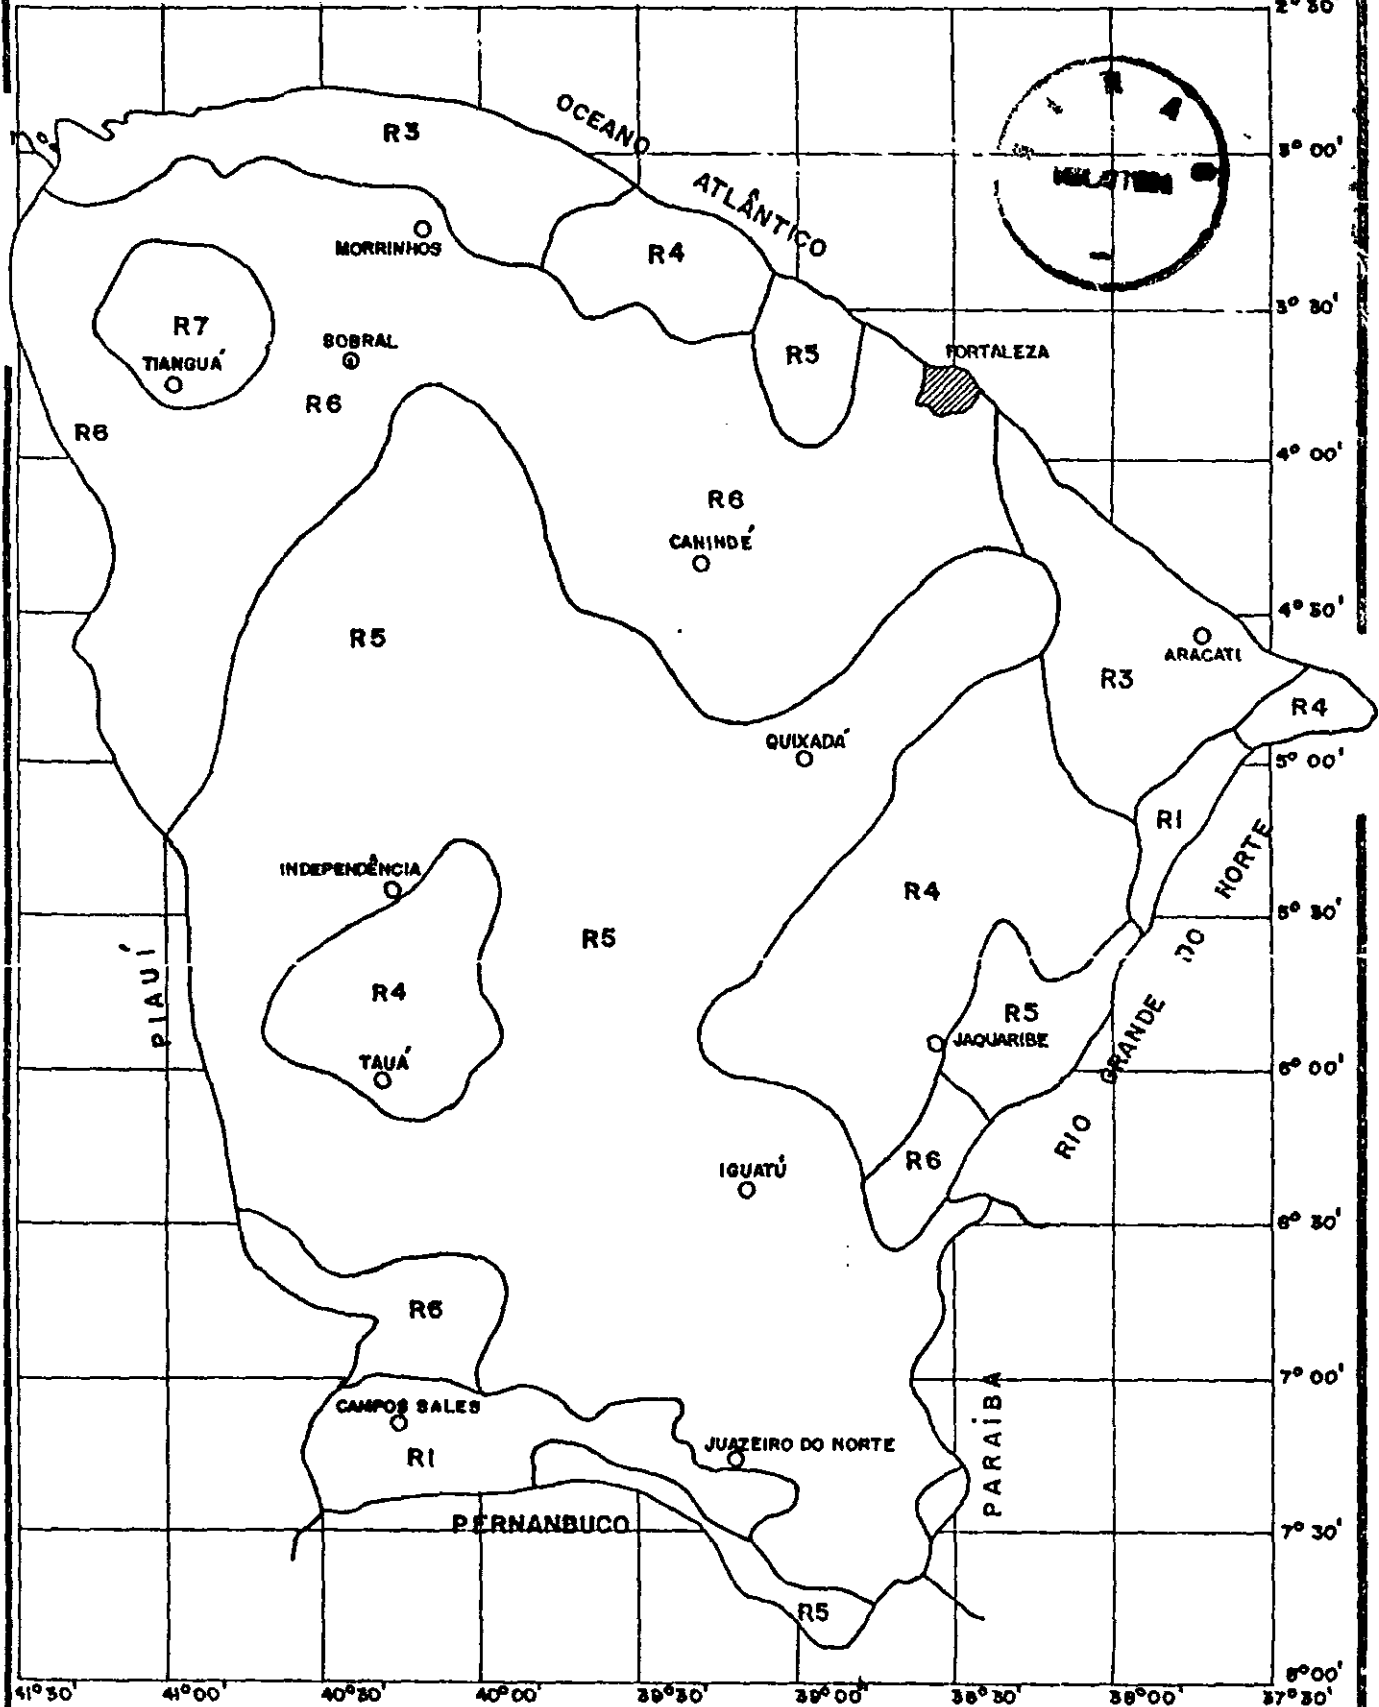 2° 30'
R3
OCEANO
ATLÂNTICO
3° 00'
MORRINHOS
R4
3° 30'
R7
TIANGUÁ
SOBRAL
R5
FORTALEZA
R6
R6
4° 00'
R6
CANINDÉ
4° 30'
R5
ARACATI
R3
R4
QUIXADÁ
5° 00'
R1
INDEPENDÊNCIA
R4
5° 30'
R5
PIAUÍ
R4
RIO GRANDE DO NORTE
R5
JAQUARIBE
TAUÁ
6° 00'
R6
IGUATÚ
6° 30'
R6
7° 00'
CAMPOS SALES
R1
JUAZEIRO DO NORTE
PARAÍBA
PERNANBUCO
7° 30'
R5
8° 00'
41° 30' 41° 00' 40° 30' 40° 00' 39° 30' 39° 00' 38° 30' 38° 00' 37° 30'